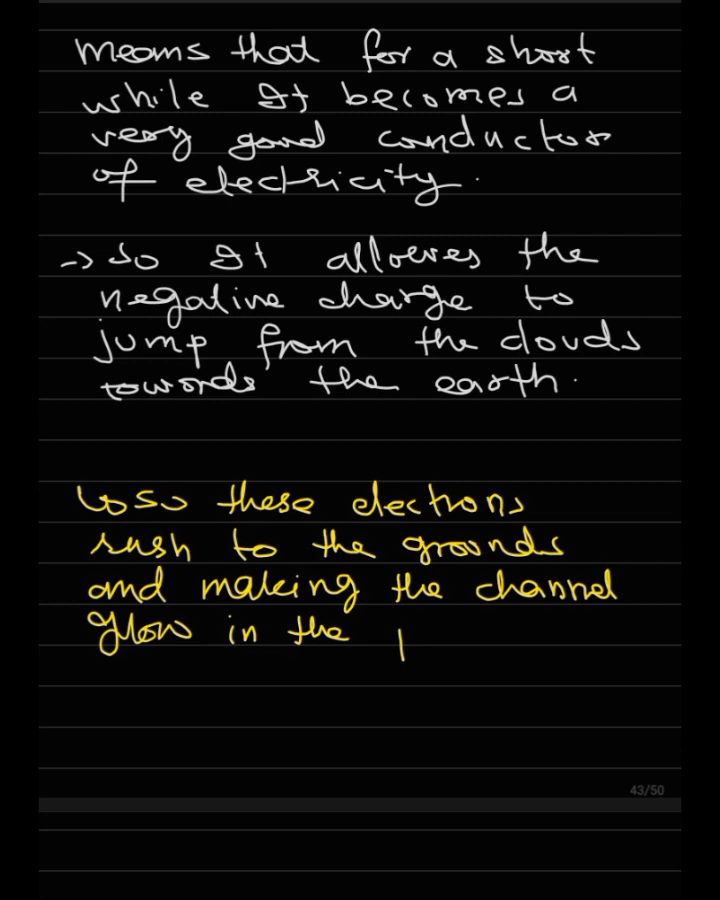 means that for a short
while It becomes a
very good conductor
of electricity.
→ so It allowes the
negative charge to
jump from the clouds
towards the earth.
↳ so these electrons
rush to the grounds
and making the channel
glow in the
43/50